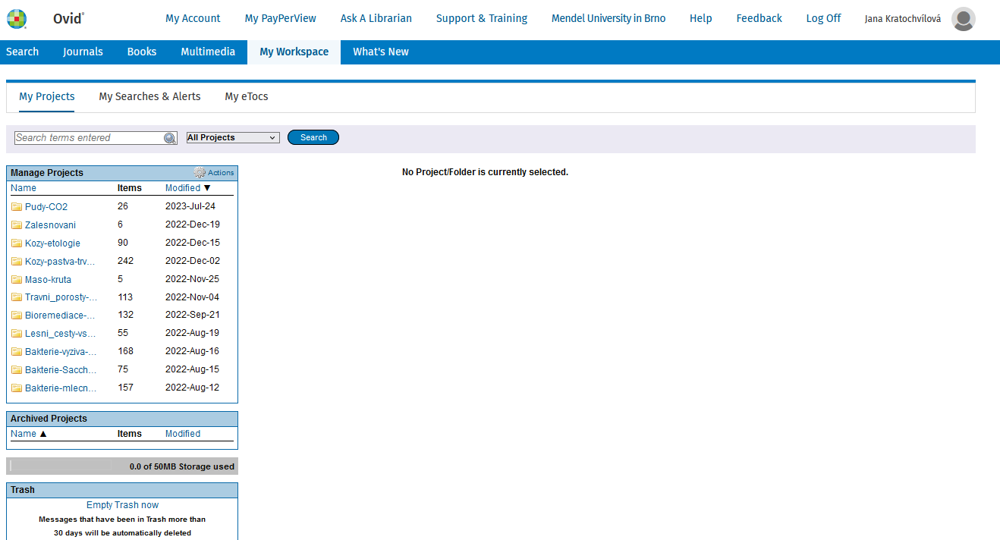 Ovid® My Account My PayPerView Ask A Librarian Support & Training Mendel University in Brno Help Feedback Log Off Jana Kratochvílová
Search Journals Books Multimedia My Workspace What's New
My Projects My Searches & Alerts My eTocs
Search terms entered All Projects Search
Manage Projects Actions
Name Items Modified ▼
Pudy-CO2 26 2023-Jul-24
Zalesnovani 6 2022-Dec-19
Kozy-etologie 90 2022-Dec-15
Kozy-pastva-trv... 242 2022-Dec-02
Maso-kruta 5 2022-Nov-25
Travni_porosty-... 113 2022-Nov-04
Bioremediace-... 132 2022-Sep-21
Lesni_cesty-vs... 55 2022-Aug-19
Bakterie-vyziva-... 168 2022-Aug-16
Bakterie-Sacch... 75 2022-Aug-15
Bakterie-mlecn... 157 2022-Aug-12
Archived Projects
Name ▲ Items Modified
0.0 of 50MB Storage used
Trash
Empty Trash now
Messages that have been in Trash more than
30 days will be automatically deleted
No Project/Folder is currently selected.